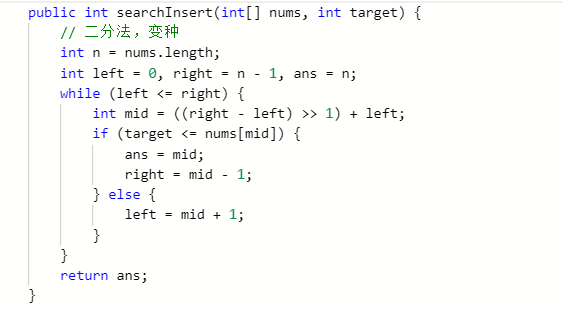 public int searchInsert(int[] nums, int target) {
    // 二分法，变种
    int n = nums.length;
    int left = 0, right = n - 1, ans = n;
    while (left <= right) {
        int mid = ((right - left) >> 1) + left;
        if (target <= nums[mid]) {
            ans = mid;
            right = mid - 1;
        } else {
            left = mid + 1;
        }
    }
    return ans;
}